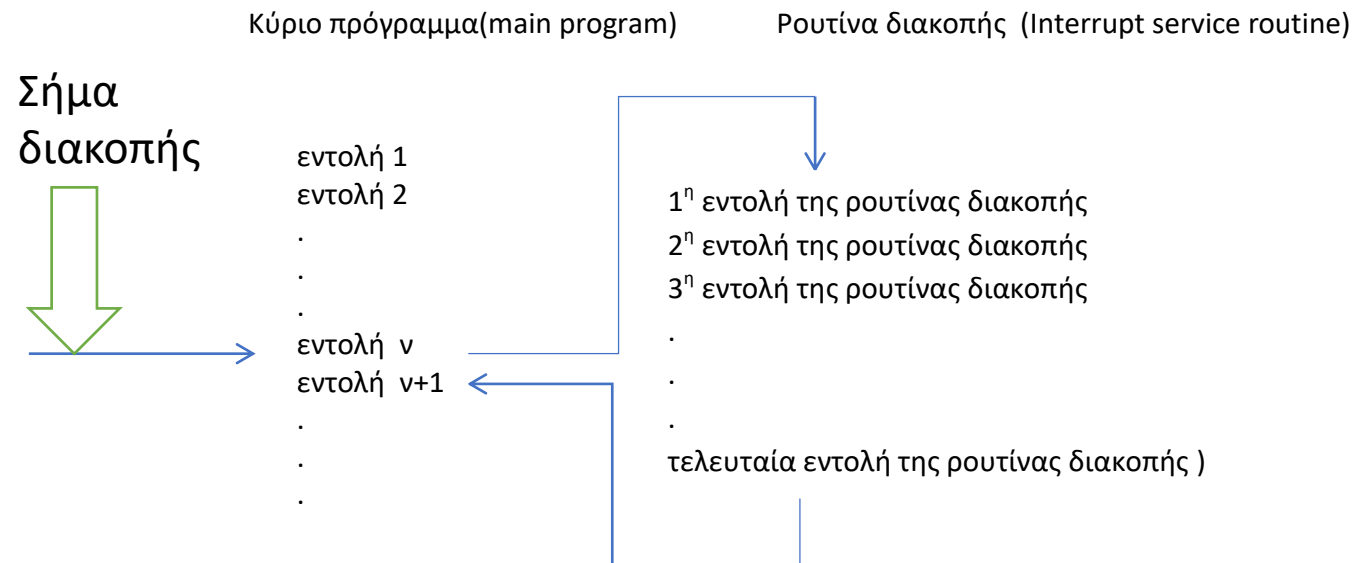 Κύριο πρόγραμμα(main program)
Ρουτίνα διακοπής (Interrupt service routine)
Σήμα
διακοπής
εντολή 1
εντολή 2
.
.
.
εντολή ν
εντολή ν+1
.
.
.
1η εντολή της ρουτίνας διακοπής
2η εντολή της ρουτίνας διακοπής
3η εντολή της ρουτίνας διακοπής
.
.
.
τελευταία εντολή της ρουτίνας διακοπής )